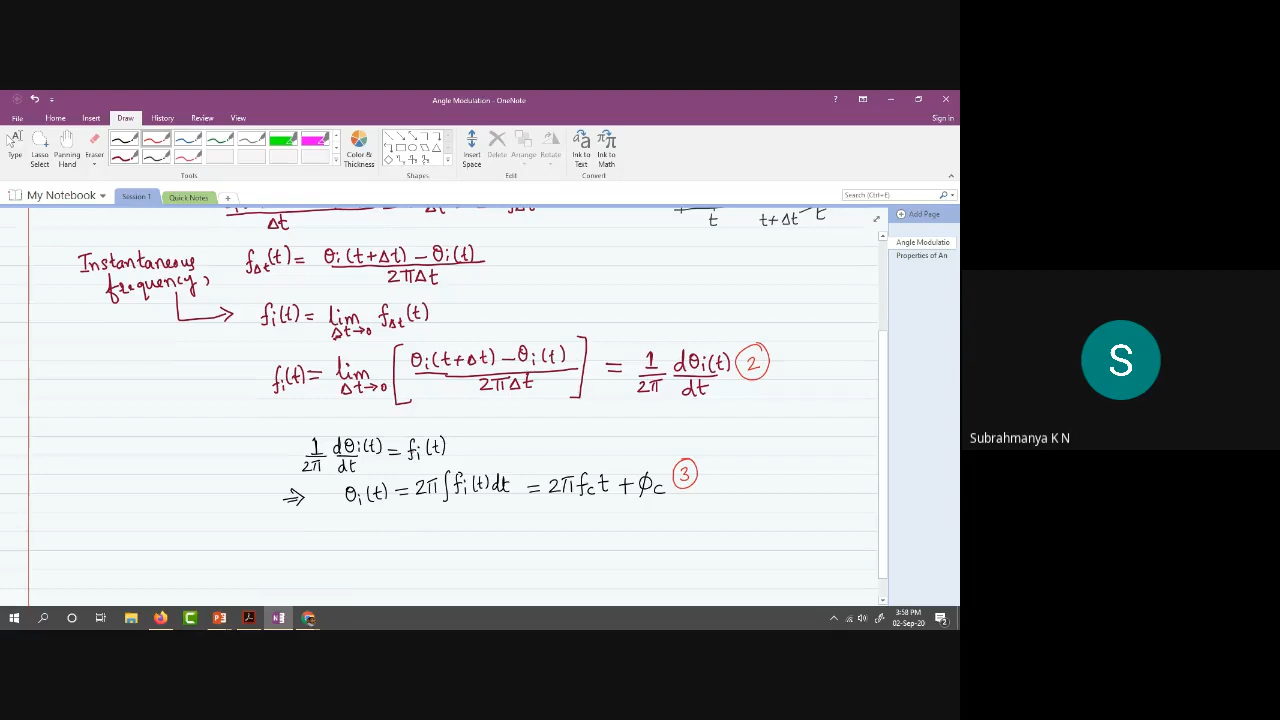 Angle Modulation - OneNote
File Home Insert Draw History Review View Sign in
Type Lasso Select Panning Hand Eraser Color & Thickness Insert Space Delete Arrange Rotate Ink to Text Ink to Math
Tools Shapes Edit Convert
My Notebook Session 1 Quick Notes + Search (Ctrl+E)
Add Page
Angle Modulatio
Properties of An
Δt
t t+Δt t
Instantaneous frequency,
f_Δt(t) = θi(t+Δt) – θi(t) / 2πΔt
fi(t) = lim Δt→0 f_Δt(t)
fi(t) = lim Δt→0 [ θi(t+Δt) – θi(t) / 2πΔt ] = 1/2π dθi(t)/dt ②
1/2π dθi(t)/dt = fi(t)
⇒ θi(t) = 2π∫fi(t)dt = 2πfct + φc ③
S
Subrahmanya K N
3:58 PM
02-Sep-20
2